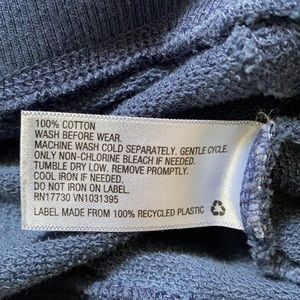 100% COTTON
WASH BEFORE WEAR.
MACHINE WASH COLD SEPARATELY. GENTLE CYCLE.
ONLY NON-CHLORINE BLEACH IF NEEDED.
TUMBLE DRY LOW. REMOVE PROMPTLY.
COOL IRON IF NEEDED.
DO NOT IRON ON LABEL.
RN17730 VN1031395
LABEL MADE FROM 100% RECYCLED PLASTIC